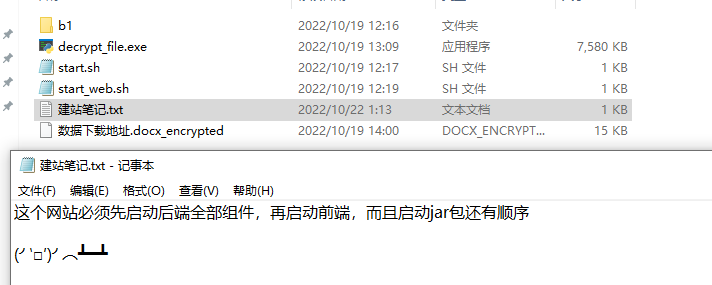 b1 2022/10/19 12:16 文件夹
decrypt_file.exe 2022/10/19 13:09 应用程序 7,580 KB
start.sh 2022/10/19 12:17 SH 文件 1 KB
start_web.sh 2022/10/19 12:19 SH 文件 1 KB
建站笔记.txt 2022/10/22 1:13 文本文档 1 KB
数据下载地址.docx_encrypted 2022/10/19 14:00 DOCX_ENCRYPT... 15 KB
建站笔记.txt - 记事本
文件(F) 编辑(E) 格式(O) 查看(V) 帮助(H)
这个网站必须先启动后端全部组件，再启动前端，而且启动jar包还有顺序
(╯‵□′)╯︵┻━┻